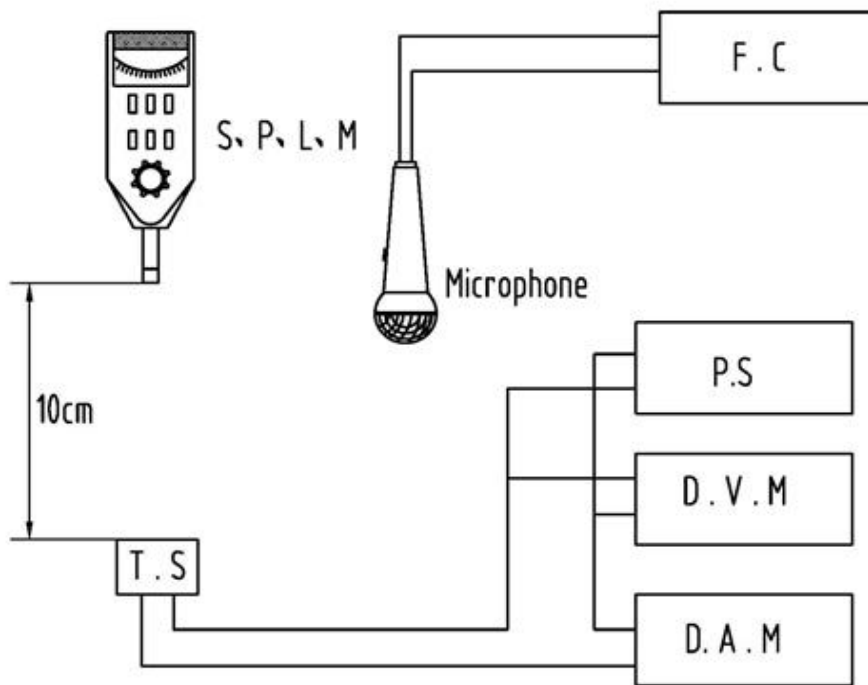 F.C
S、P、L、M
Microphone
P.S
10cm
D.V.M
T.S
D.A.M